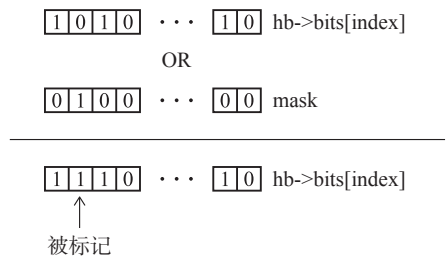 1 0 1 0 ··· 1 0 hb->bits[index]
OR
0 1 0 0 ··· 0 0 mask
1 1 1 0 ··· 1 0 hb->bits[index]
被标记